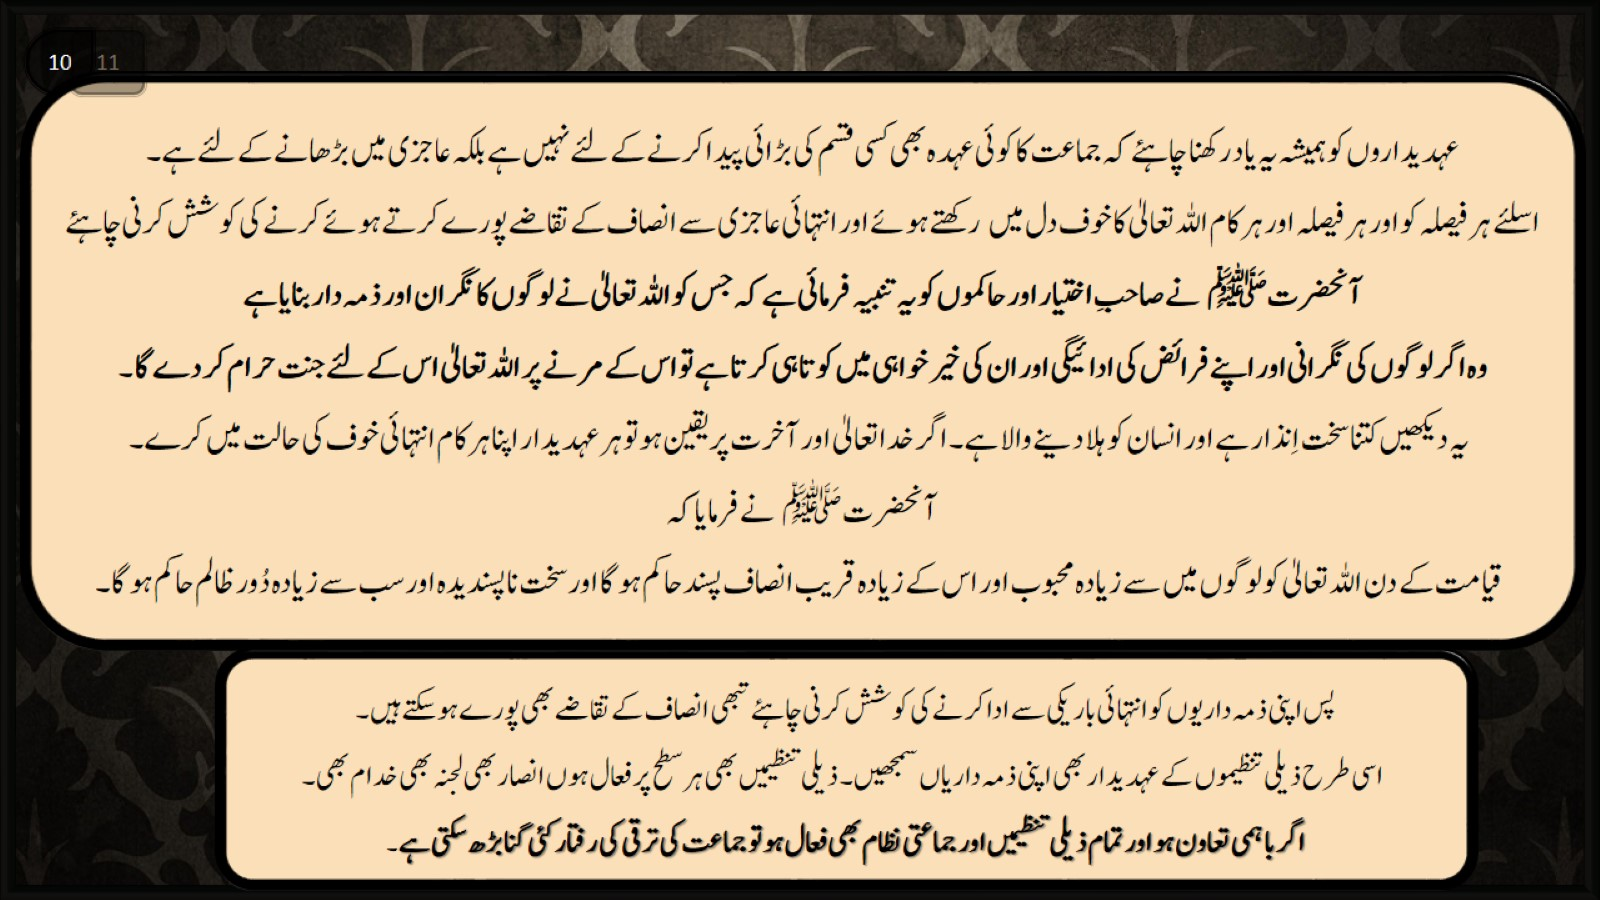 10 11
عہدیداروں کو ہمیشہ یہ یاد رکھنا چاہئے کہ جماعت کا کوئی عہدہ بھی کسی قسم کی بڑائی پیدا کرنے کے لئے نہیں ہے بلکہ عاجزی میں بڑھانے کے لئے ہے۔
اسلئے ہر فیصلہ کو اور ہر فیصلہ اور ہر کام اللہ تعالیٰ کا خوف دل میں رکھتے ہوئے اور انتہائی عاجزی سے انصاف کے تقاضے پورے کرتے ہوئے کرنے کی کوشش کرنی چاہئے
آنحضرت ﷺ نے صاحبِ اختیار اور حاکموں کو یہ تنبیہ فرمائی ہے کہ جس کو اللہ تعالیٰ نے لوگوں کا نگران اور ذمہ دار بنایا ہے
وہ اگر لوگوں کی نگرانی اور اپنے فرائض کی ادائیگی اور ان کی خیر خواہی میں کوتاہی کرتا ہے تو اس کے مرنے پر اللہ تعالیٰ اس کے لئے جنت حرام کر دے گا۔
یہ دیکھیں کتنا سخت اِنذار ہے اور انسان کو ہلا دینے والا ہے۔ اگر خدا تعالیٰ اور آخرت پر یقین ہو تو ہر عہدیدار اپنا ہر کام انتہائی خوف کی حالت میں کرے۔
آنحضرت ﷺ نے فرمایا کہ
قیامت کے دن اللہ تعالیٰ کو لوگوں میں سے زیادہ محبوب اور اس کے زیادہ قریب انصاف پسند حاکم ہو گا اور سخت ناپسندیدہ اور سب سے زیادہ دُور ظالم حاکم ہو گا۔
پس اپنی ذمہ داریوں کو انتہائی باریکی سے ادا کرنے کی کوشش کرنی چاہئے تبھی انصاف کے تقاضے بھی پورے ہو سکتے ہیں۔
اسی طرح ذیلی تنظیموں کے عہدیدار بھی اپنی ذمہ داریاں سمجھیں۔ ذیلی تنظیمیں بھی ہر سطح پر فعال ہوں انصار بھی لجنہ بھی خدام بھی۔
اگر باہمی تعاون ہو اور تمام ذیلی تنظیمیں اور جماعتی نظام بھی فعال ہو تو جماعت کی ترقی کی رفتار کئی گنا بڑھ سکتی ہے۔